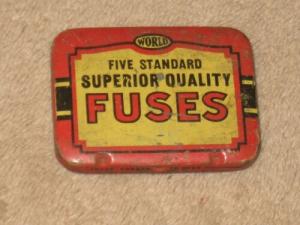 WORLD
FIVE STANDARD
SUPERIOR QUALITY
FUSES